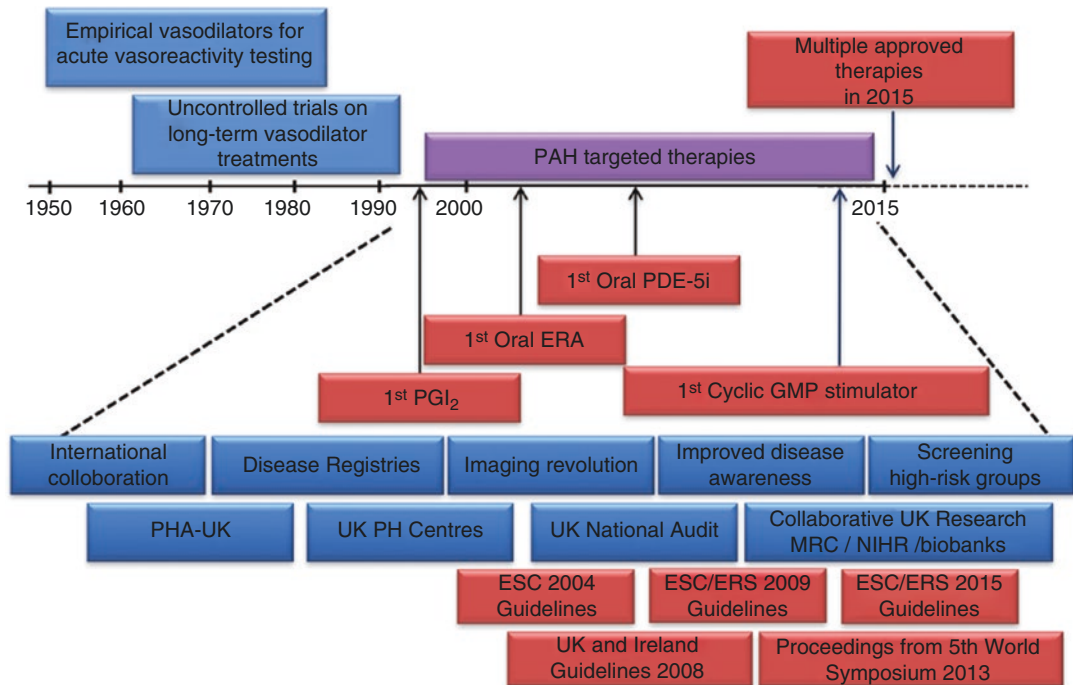 Empirical vasodilators for
acute vasoreactivity testing
Multiple approved
therapies
in 2015
Uncontrolled trials on
long-term vasodilator
treatments
PAH targeted therapies
1950 1960 1970 1980 1990 2000 2015
1st Oral PDE-5i
1st Oral ERA
1st PGI2
1st Cyclic GMP stimulator
International
colloboration
Disease Registries
Imaging revolution
Improved disease
awareness
Screening
high-risk groups
PHA-UK
UK PH Centres
UK National Audit
Collaborative UK Research
MRC / NIHR /biobanks
ESC 2004
Guidelines
ESC/ERS 2009
Guidelines
ESC/ERS 2015
Guidelines
UK and Ireland
Guidelines 2008
Proceedings from 5th World
Symposium 2013